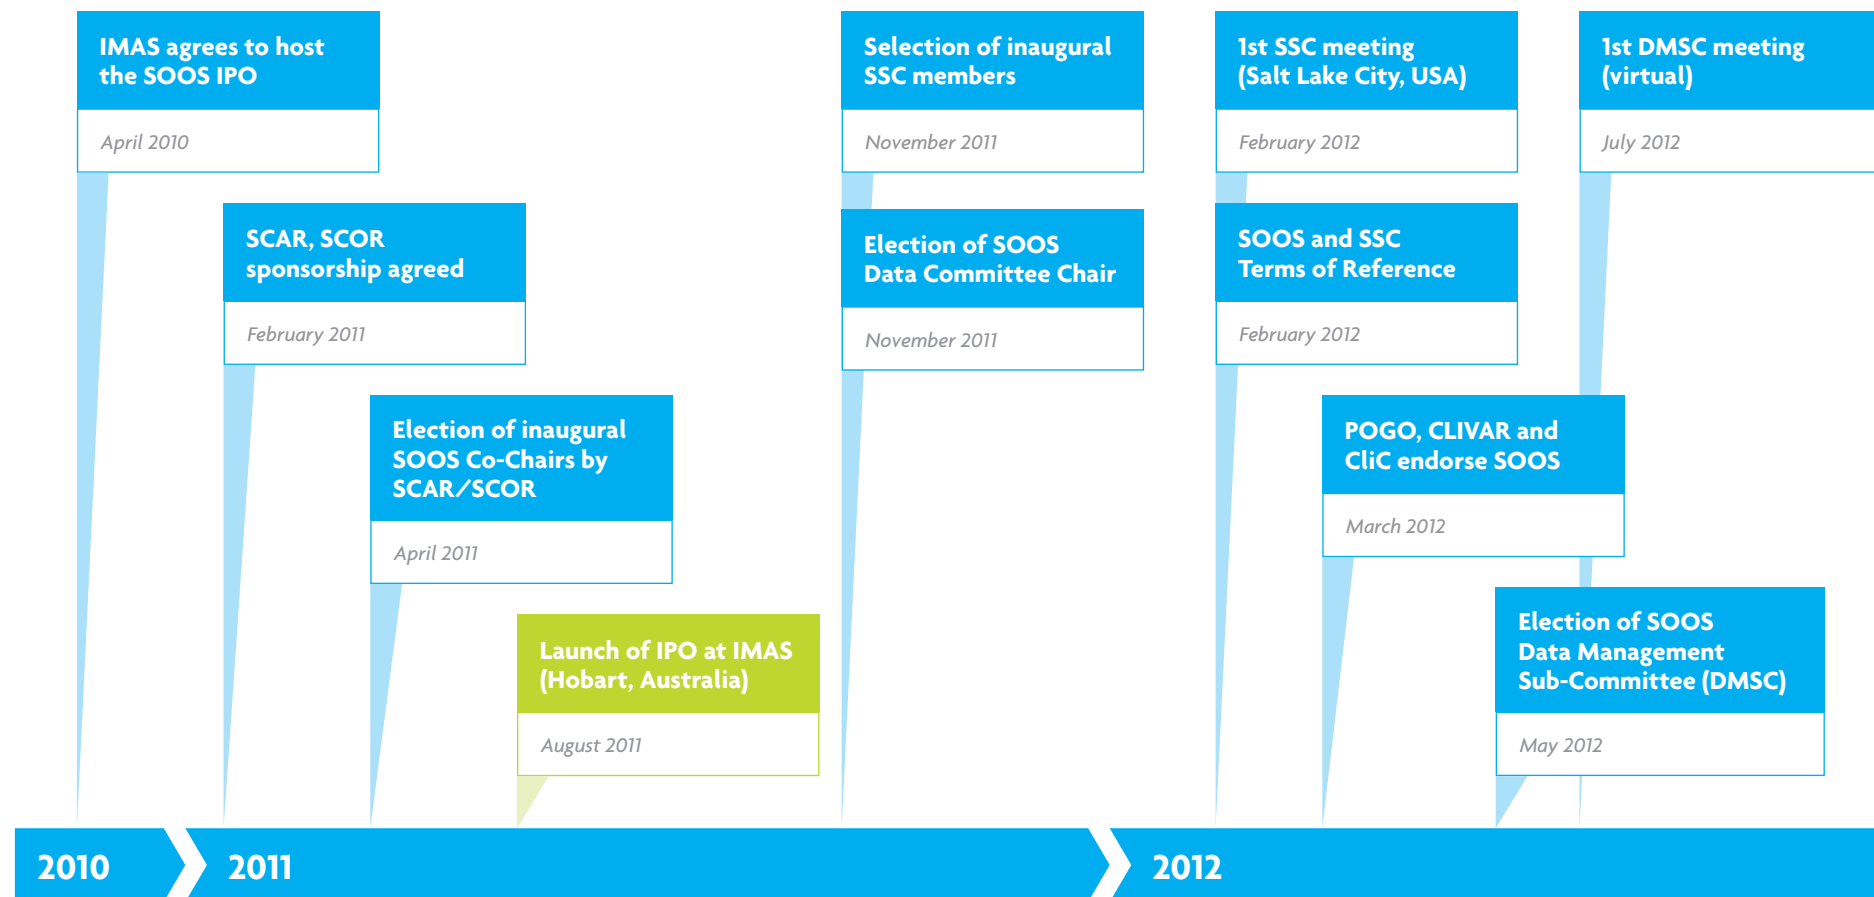 IMAS agrees to host
the SOOS IPO
April 2010
SCAR, SCOR
sponsorship agreed
February 2011
Election of inaugural
SOOS Co-Chairs by
SCAR/SCOR
April 2011
Launch of IPO at IMAS
(Hobart, Australia)
August 2011
Selection of inaugural
SSC members
November 2011
Election of SOOS
Data Committee Chair
November 2011
1st SSC meeting
(Salt Lake City, USA)
February 2012
SOOS and SSC
Terms of Reference
February 2012
POGO, CLIVAR and
CliC endorse SOOS
March 2012
Election of SOOS
Data Management
Sub-Committee (DMSC)
May 2012
1st DMSC meeting
(virtual)
July 2012
2010
2011
2012